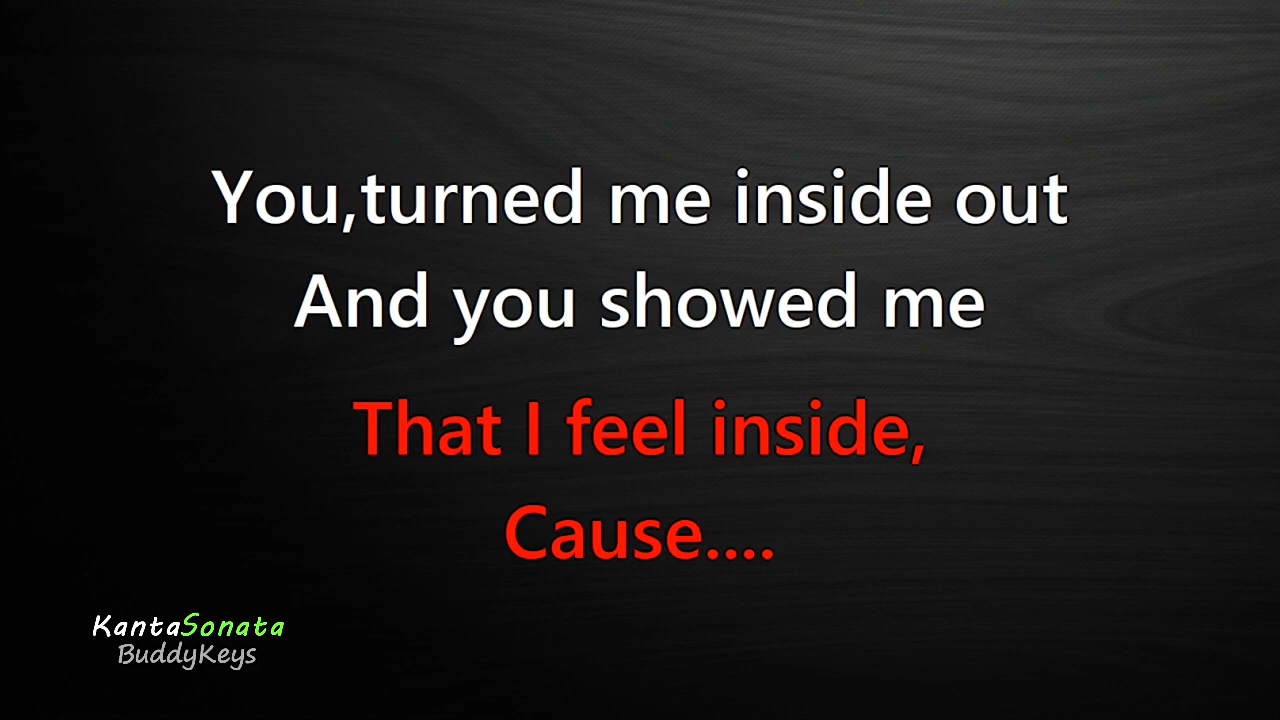 You,turned me inside out
And you showed me
That I feel inside,
Cause....
KantaSonata
BuddyKeys